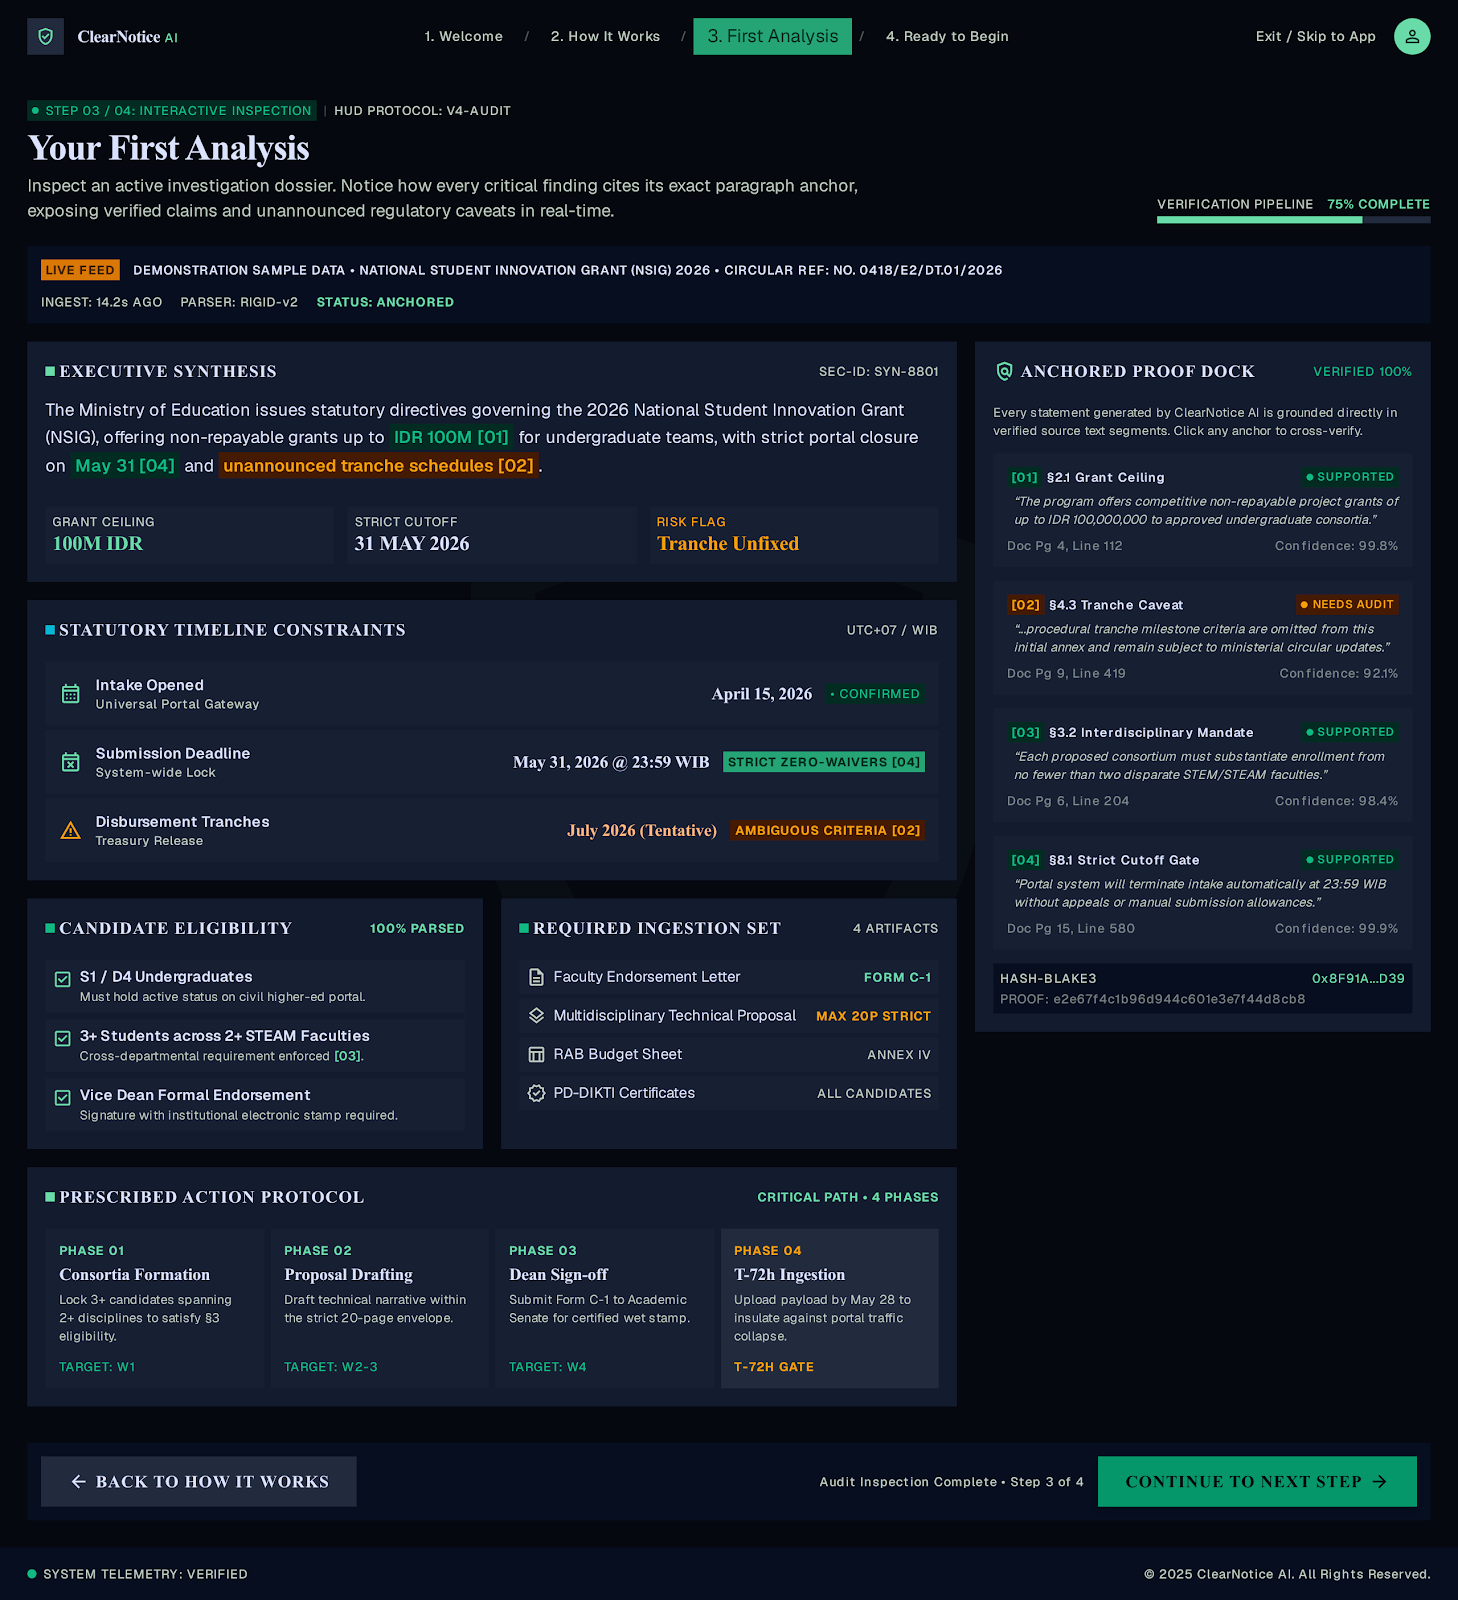 ClearNotice AI
1. Welcome / 2. How It Works / 3. First Analysis / 4. Ready to Begin
Exit / Skip to App
STEP 03 / 04: INTERACTIVE INSPECTION | HUD PROTOCOL: V4-AUDIT
Your First Analysis
Inspect an active investigation dossier. Notice how every critical finding cites its exact paragraph anchor,
exposing verified claims and unannounced regulatory caveats in real-time.
VERIFICATION PIPELINE 75% COMPLETE
LIVE FEED DEMONSTRATION SAMPLE DATA • NATIONAL STUDENT INNOVATION GRANT (NSIG) 2026 • CIRCULAR REF: NO. 0418/E2/DT.01/2026
INGEST: 14.2s AGO PARSER: RIGID-v2 STATUS: ANCHORED
EXECUTIVE SYNTHESIS SEC-ID: SYN-8801
The Ministry of Education issues statutory directives governing the 2026 National Student Innovation Grant
(NSIG), offering non-repayable grants up to IDR 100M [01] for undergraduate teams, with strict portal closure
on May 31 [04] and unannounced tranche schedules [02].
GRANT CEILING
100M IDR
STRICT CUTOFF
31 MAY 2026
RISK FLAG
Tranche Unfixed
STATUTORY TIMELINE CONSTRAINTS UTC+07 / WIB
Intake Opened
Universal Portal Gateway
April 15, 2026 • CONFIRMED
Submission Deadline
System-wide Lock
May 31, 2026 @ 23:59 WIB STRICT ZERO-WAIVERS [04]
Disbursement Tranches
Treasury Release
July 2026 (Tentative) AMBIGUOUS CRITERIA [02]
CANDIDATE ELIGIBILITY 100% PARSED
S1 / D4 Undergraduates
Must hold active status on civil higher-ed portal.
3+ Students across 2+ STEAM Faculties
Cross-departmental requirement enforced [03].
Vice Dean Formal Endorsement
Signature with institutional electronic stamp required.
REQUIRED INGESTION SET 4 ARTIFACTS
Faculty Endorsement Letter FORM C-1
Multidisciplinary Technical Proposal MAX 20P STRICT
RAB Budget Sheet ANNEX IV
PD-DIKTI Certificates ALL CANDIDATES
PRESCRIBED ACTION PROTOCOL CRITICAL PATH • 4 PHASES
PHASE 01
Consortia Formation
Lock 3+ candidates spanning
2+ disciplines to satisfy §3
eligibility.
TARGET: W1
PHASE 02
Proposal Drafting
Draft technical narrative within
the strict 20-page envelope.
TARGET: W2-3
PHASE 03
Dean Sign-off
Submit Form C-1 to Academic
Senate for certified wet stamp.
TARGET: W4
PHASE 04
T-72h Ingestion
Upload payload by May 28 to
insulate against portal traffic
collapse.
T-72H GATE
ANCHORED PROOF DOCK VERIFIED 100%
Every statement generated by ClearNotice AI is grounded directly in
verified source text segments. Click any anchor to cross-verify.
[01] §2.1 Grant Ceiling SUPPORTED
“The program offers competitive non-repayable project grants of
up to IDR 100,000,000 to approved undergraduate consortia.”
Doc Pg 4, Line 112 Confidence: 99.8%
[02] §4.3 Tranche Caveat NEEDS AUDIT
“...procedural tranche milestone criteria are omitted from this
initial annex and remain subject to ministerial circular updates.”
Doc Pg 9, Line 419 Confidence: 92.1%
[03] §3.2 Interdisciplinary Mandate SUPPORTED
“Each proposed consortium must substantiate enrollment from
no fewer than two disparate STEM/STEAM faculties.”
Doc Pg 6, Line 204 Confidence: 98.4%
[04] §8.1 Strict Cutoff Gate SUPPORTED
“Portal system will terminate intake automatically at 23:59 WIB
without appeals or manual submission allowances.”
Doc Pg 15, Line 580 Confidence: 99.9%
HASH-BLAKE3 0x8F91A...D39
PROOF: e2e67f4c1b96d944c601e3e7f44d8cb8
← BACK TO HOW IT WORKS
Audit Inspection Complete • Step 3 of 4
CONTINUE TO NEXT STEP →
SYSTEM TELEMETRY: VERIFIED
© 2025 ClearNotice AI. All Rights Reserved.